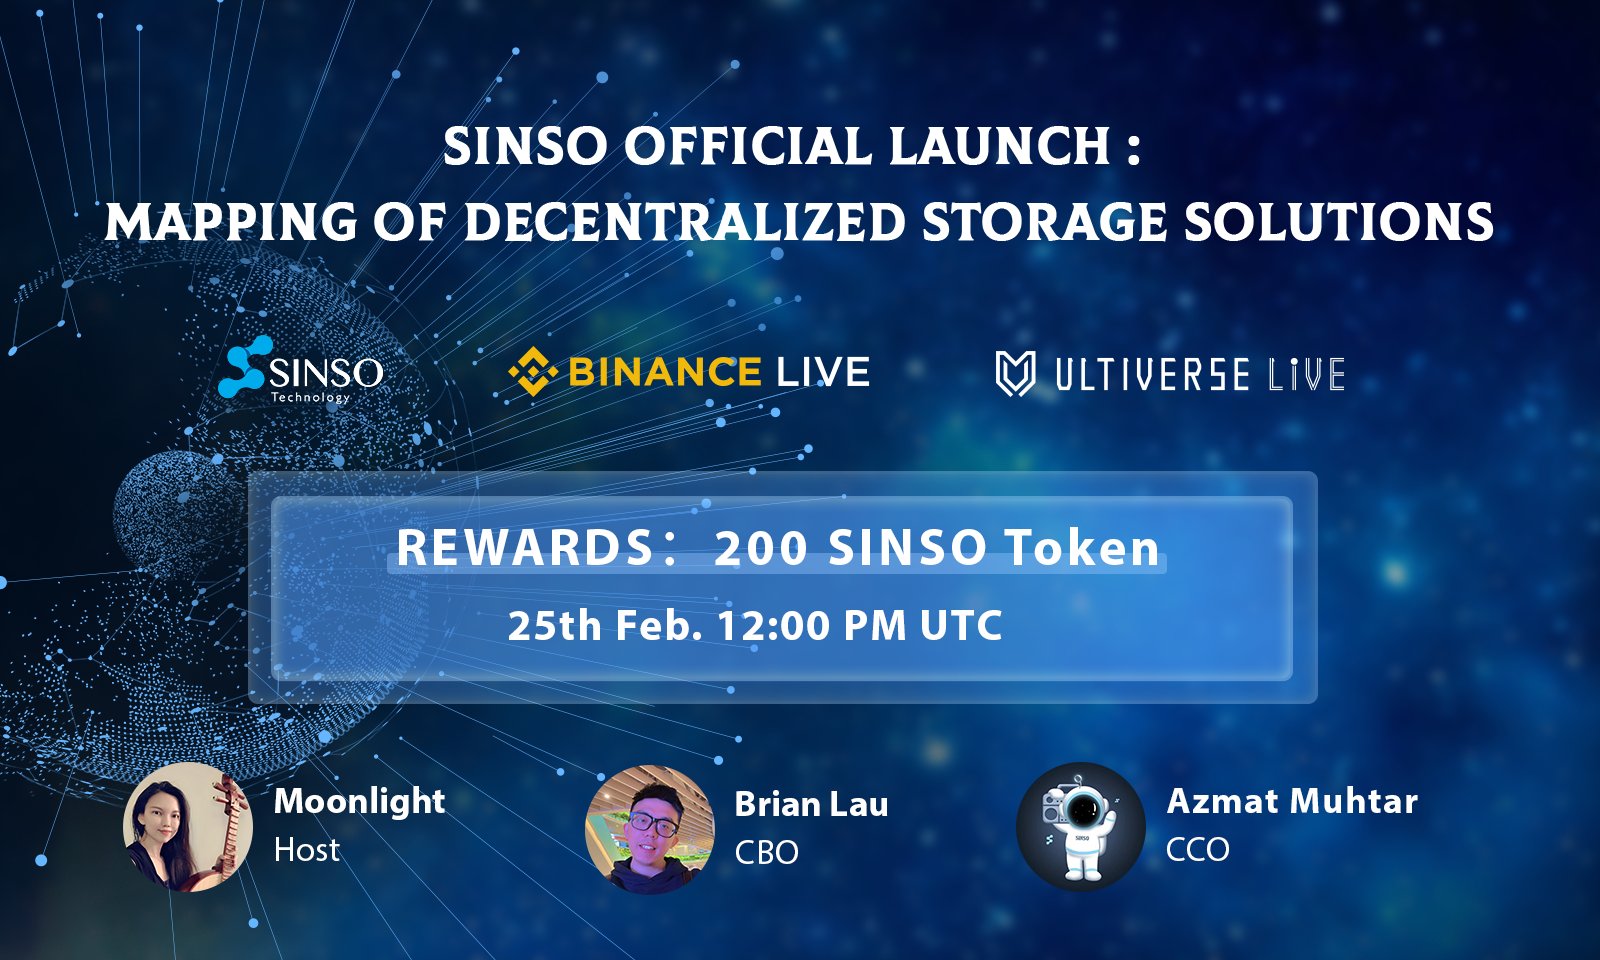 SINSO OFFICIAL LAUNCH :
MAPPING OF DECENTRALIZED STORAGE SOLUTIONS
SINSO
Technology
BINANCE LIVE
ULTIVERSE LiVE
REWARDS：200 SINSO Token
25th Feb. 12:00 PM UTC
Moonlight
Host
Brian Lau
CBO
SINSO
Azmat Muhtar
CCO